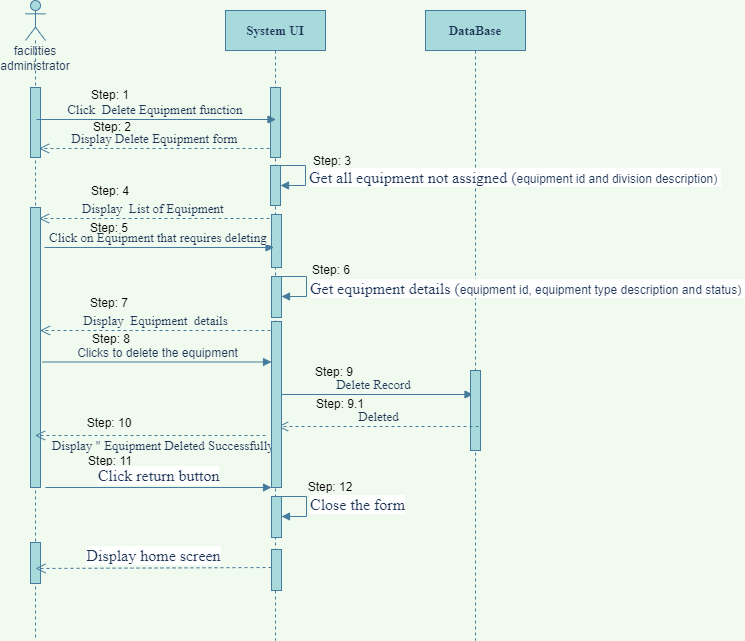 System UI
DataBase
facilities
administrator
Step: 1
Click Delete Equipment function
Step: 2
Display Delete Equipment form
Step: 3
Get all equipment not assigned (equipment id and division description)
Step: 4
Display List of Equipment
Step: 5
Click on Equipment that requires deleting
Step: 6
Get equipment details (equipment id, equipment type description and status)
Step: 7
Display Equipment details
Step: 8
Clicks to delete the equipment
Step: 9
Delete Record
Step: 9.1
Deleted
Step: 10
Display " Equipment Deleted Successfully
Step: 11
Click return button
Step: 12
Close the form
Display home screen